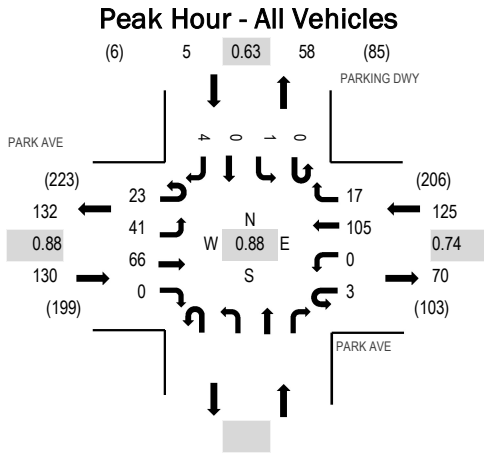 Peak Hour - All Vehicles
(6) 5 0.63 58 (85)
PARKING DWY
4 0 1 0
PARK AVE
(223) 23 17 (206)
132 125
41 N 105
0.88 W 0.88 E 0.74
66 S 0
130 70
0 3
(199) (103)
PARK AVE